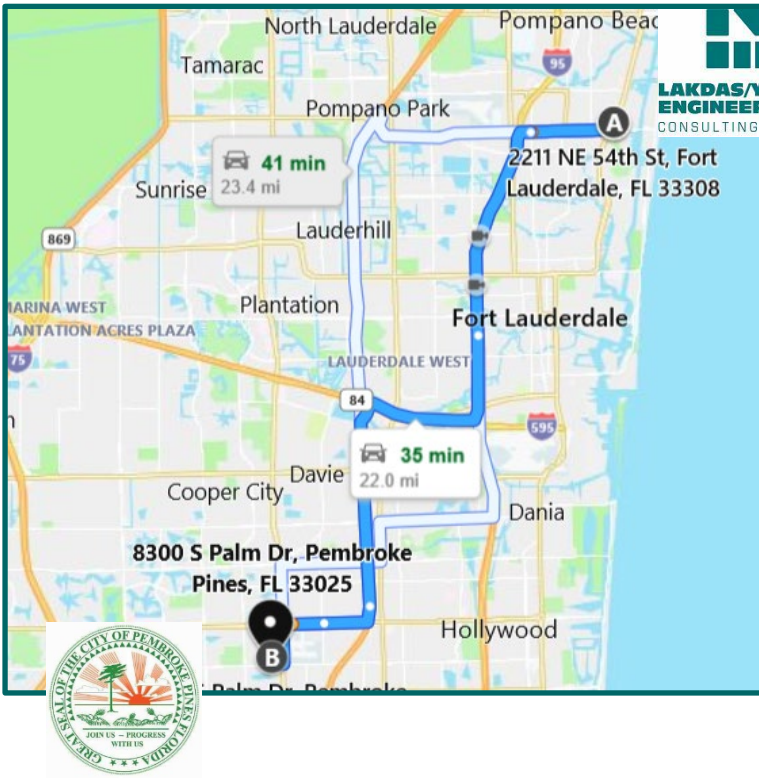 North Lauderdale
Pompano Beac
Tamarac
95
LAKDAS/Y
ENGINEER
CONSULTING
Pompano Park
A
41 min
23.4 mi
2211 NE 54th St, Fort
Lauderdale, FL 33308
Sunrise
Lauderhill
869
MARINA WEST
LANTATION ACRES PLAZA
Plantation
Fort Lauderdale
75
LAUDERDALE WEST
84
595
35 min
22.0 mi
Davie
Cooper City
Dania
8300 S Palm Dr, Pembroke
Pines, FL 33025
Hollywood
B
Palm Dr, Pembroke
GREAT SEAL OF THE CITY OF PEMBROKE PINES FLORIDA
JOIN US – PROGRESS
WITH US